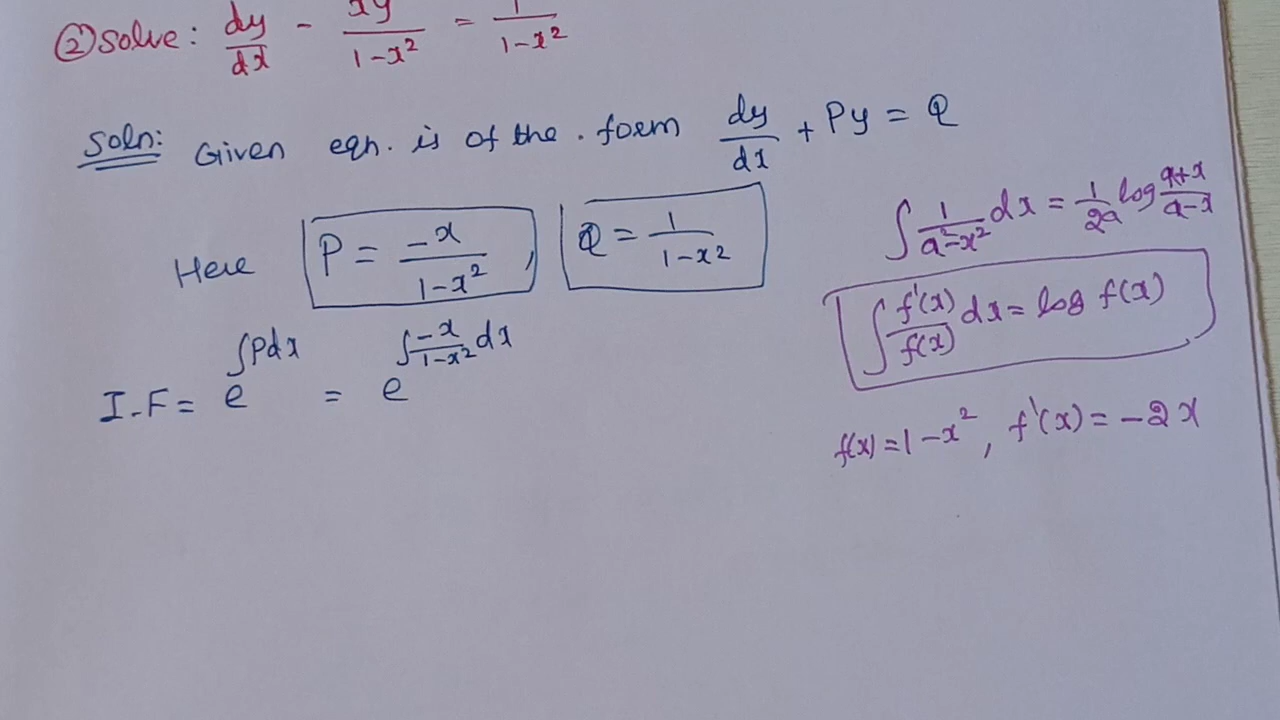 ② Solve: dy/dx - xy/1-x² = 1/1-x²
Soln: Given eqn. is of the . form dy/dx + Py = Q
Here P = -x/1-x² , Q = 1/1-x²
I.F = e^∫Pdx = e^∫-x/1-x² dx
∫ 1/a²-x² dx = 1/2a log a+x/a-x
∫ f'(x)/f(x) dx = log f(x)
f(x) = 1-x² , f'(x) = -2x